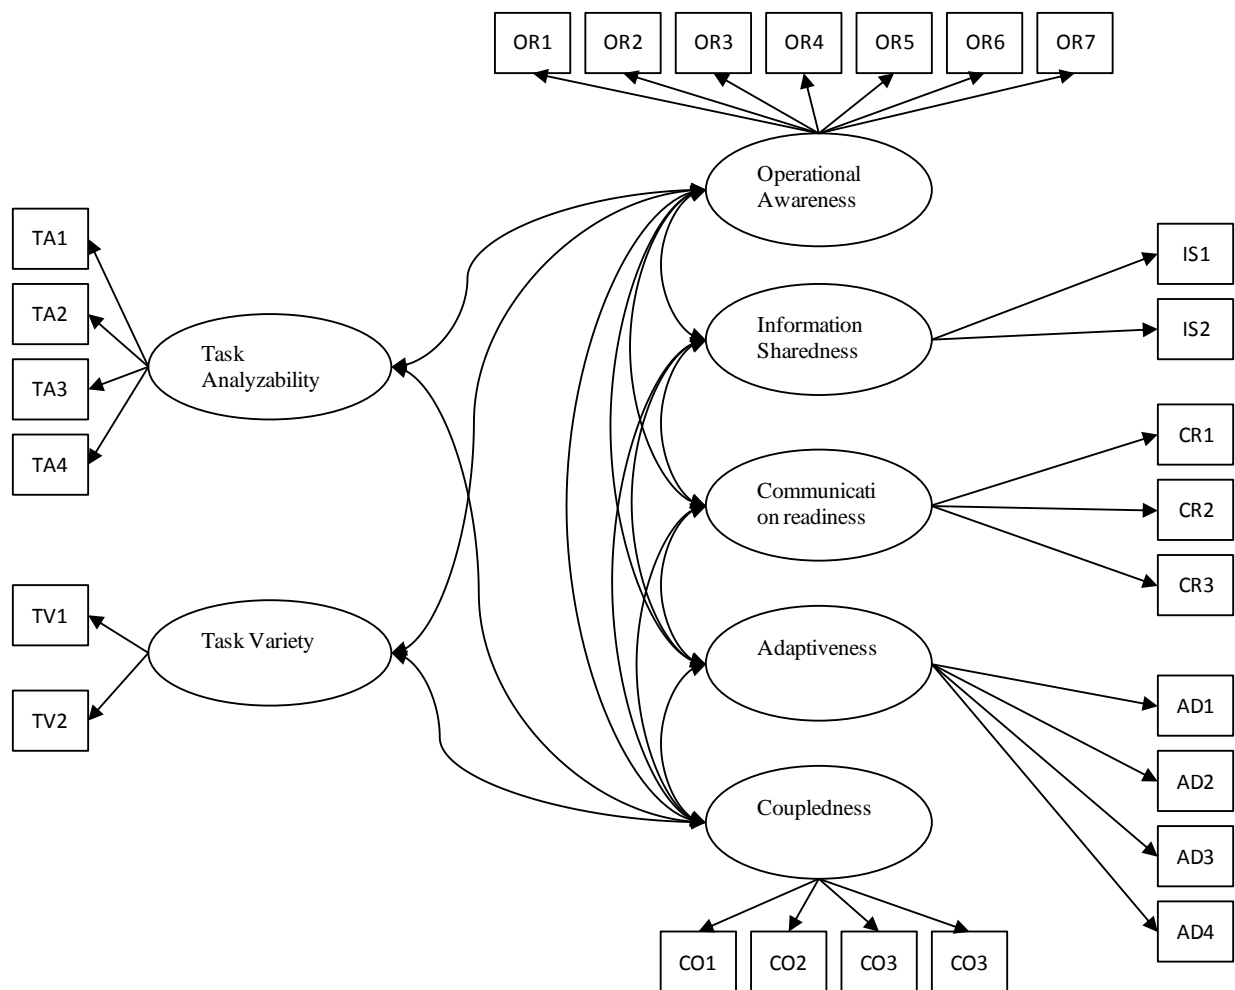 OR1
OR2
OR3
OR4
OR5
OR6
OR7
Operational
Awareness
TA1
TA2
TA3
TA4
Task
Analyzability
Information
Sharedness
IS1
IS2
Communicati
on readiness
CR1
CR2
CR3
TV1
TV2
Task Variety
Adaptiveness
AD1
AD2
AD3
AD4
Coupledness
CO1
CO2
CO3
CO3